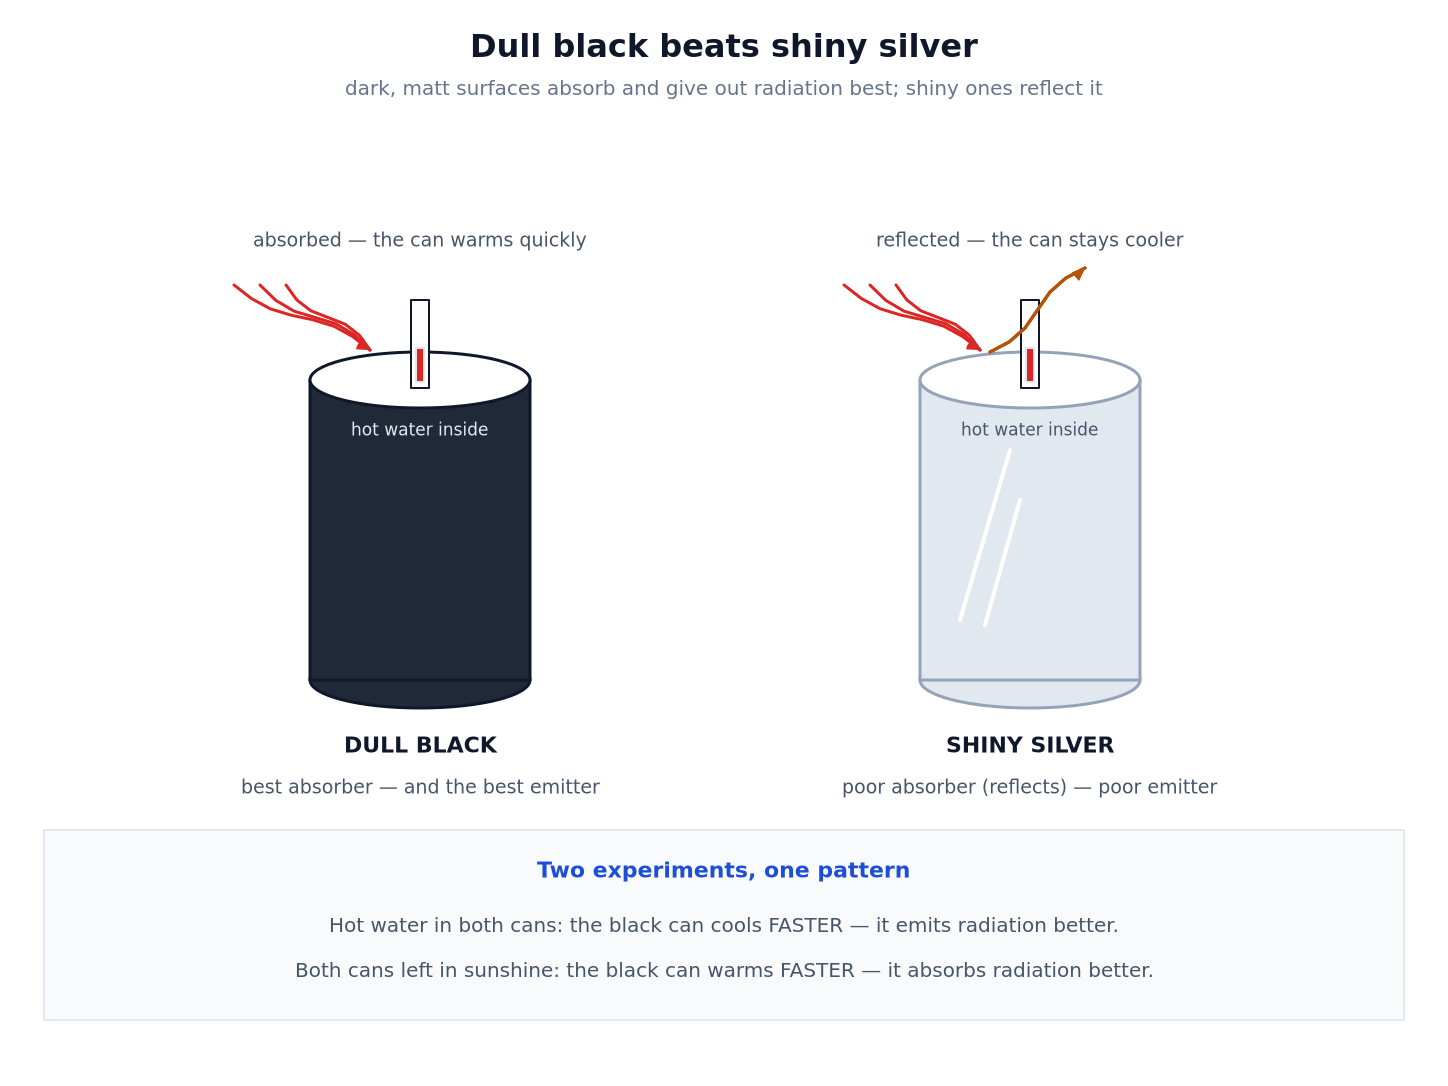 Dull black beats shiny silver
dark, matt surfaces absorb and give out radiation best; shiny ones reflect it
absorbed — the can warms quickly
reflected — the can stays cooler
hot water inside
hot water inside
DULL BLACK
SHINY SILVER
best absorber — and the best emitter
poor absorber (reflects) — poor emitter
Two experiments, one pattern
Hot water in both cans: the black can cools FASTER — it emits radiation better.
Both cans left in sunshine: the black can warms FASTER — it absorbs radiation better.